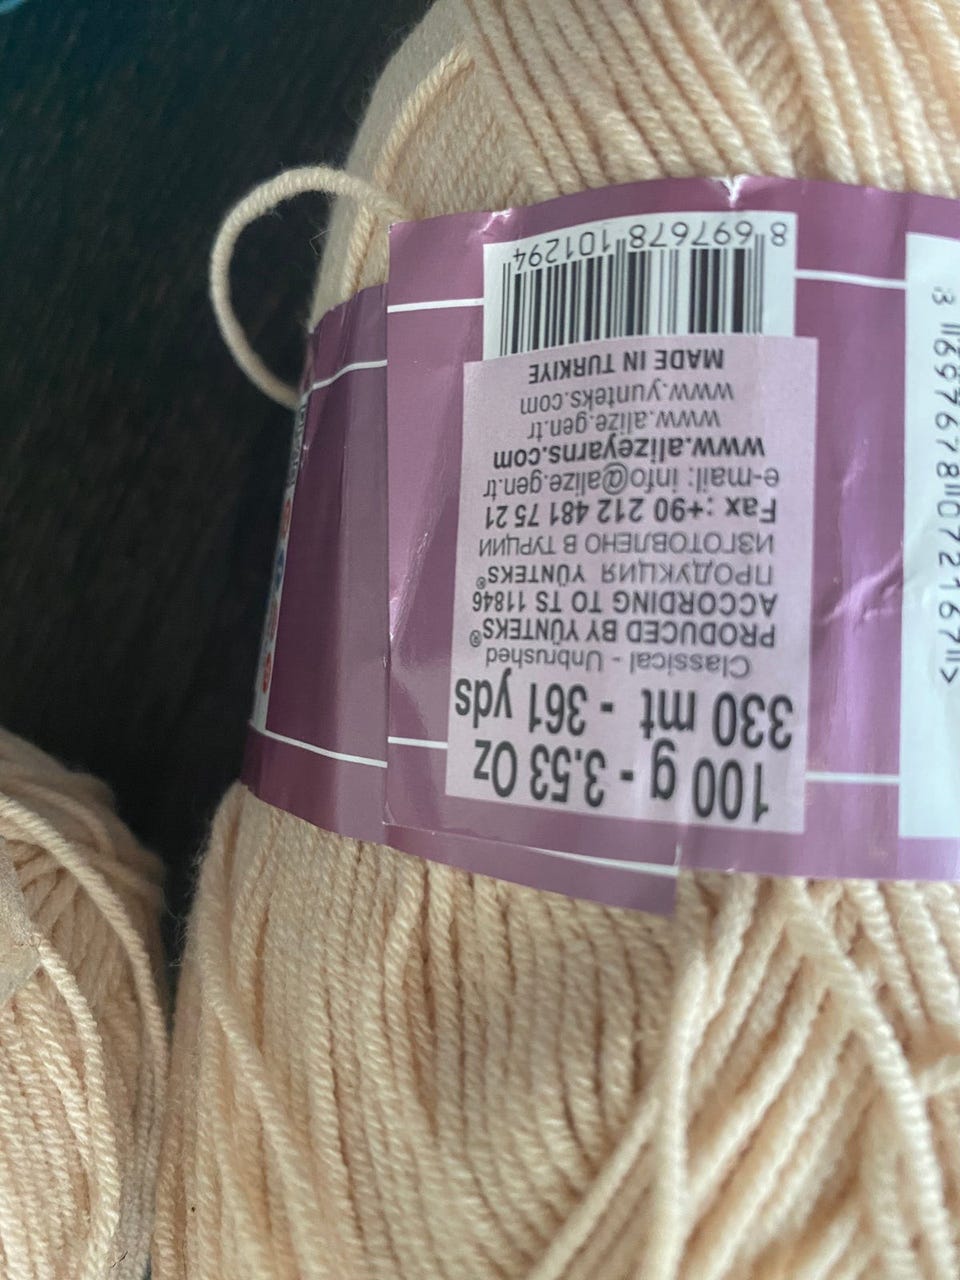 100 g - 3.53 Oz
330 mt - 361 yds
Classical - Unbrushed
PRODUCED BY YÜNTEKS®
ACCORDING TO TS 11846
ПРОДУКЦИЯ YÜNTEKS®
ИЗГОТОВЛЕНО В ТУРЦИИ
Fax :+90 212 481 75 21
e-mail: info@alize.gen.tr
www.alizeyarns.com
www.alize.gen.tr
www.yunteks.com
MADE IN TURKIYE
8 697678 101294